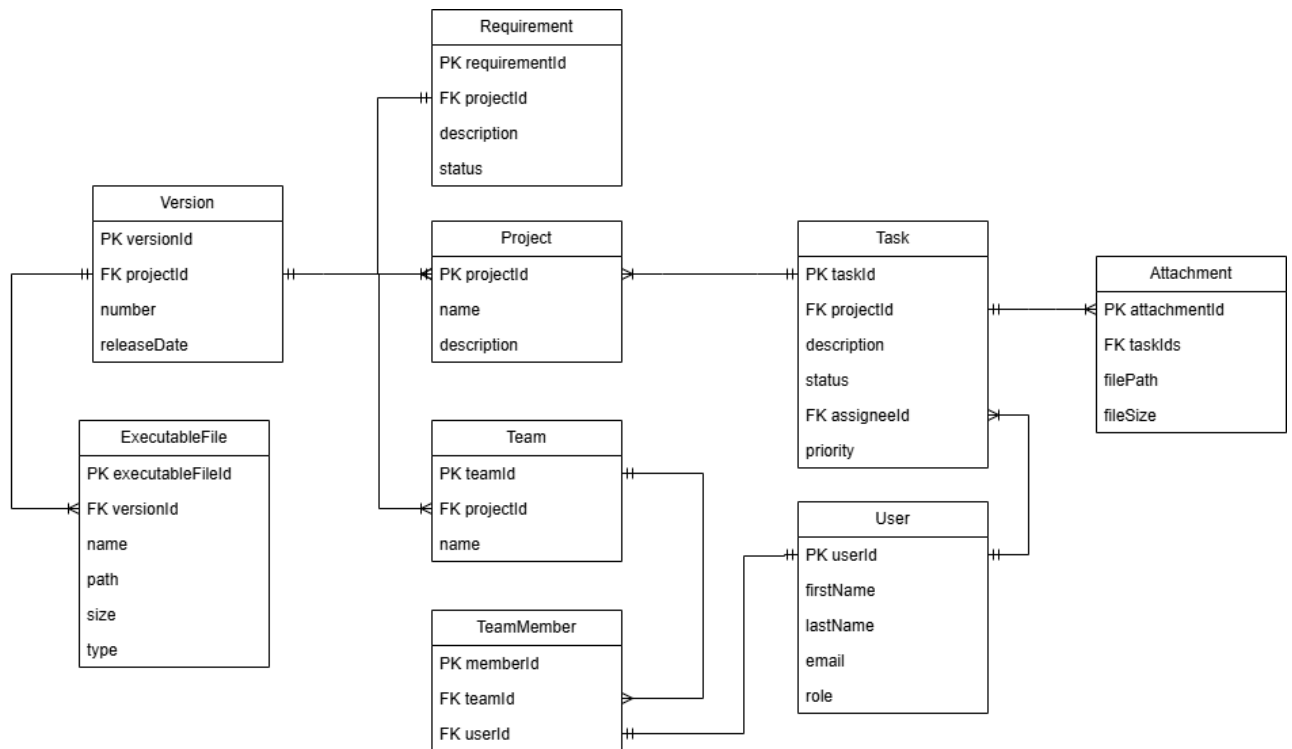 Requirement
PK requirementId
FK projectId
description
status
Version
PK versionId
FK projectId
number
releaseDate
Project
PK projectId
name
description
Task
PK taskId
FK projectId
description
status
FK assigneeId
priority
Attachment
PK attachmentId
FK taskIds
filePath
fileSize
ExecutableFile
PK executableFileId
FK versionId
name
path
size
type
Team
PK teamId
FK projectId
name
User
PK userId
firstName
lastName
email
role
TeamMember
PK memberId
FK teamId
FK userId